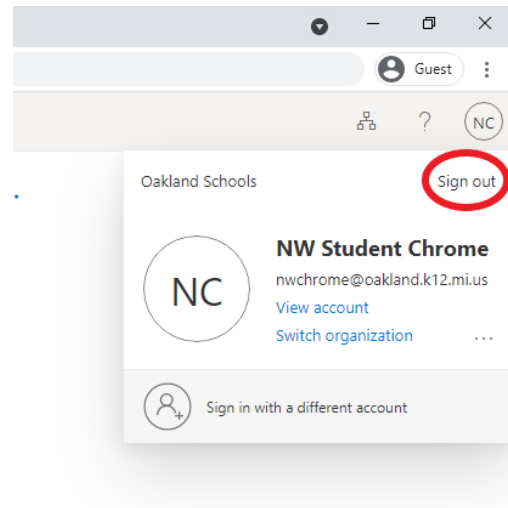 Guest
? NC
Oakland Schools Sign out
NC
NW Student Chrome
nwchrome@oakland.k12.mi.us
View account
Switch organization ...
Sign in with a different account